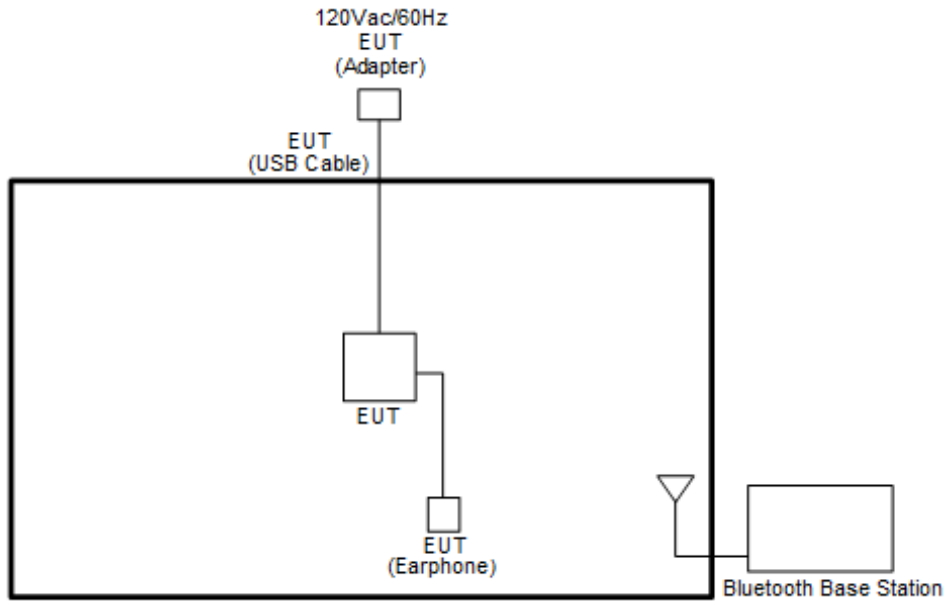 120Vac/60Hz
EUT
(Adapter)
EUT
(USB Cable)
EUT
EUT
(Earphone)
Bluetooth Base Station